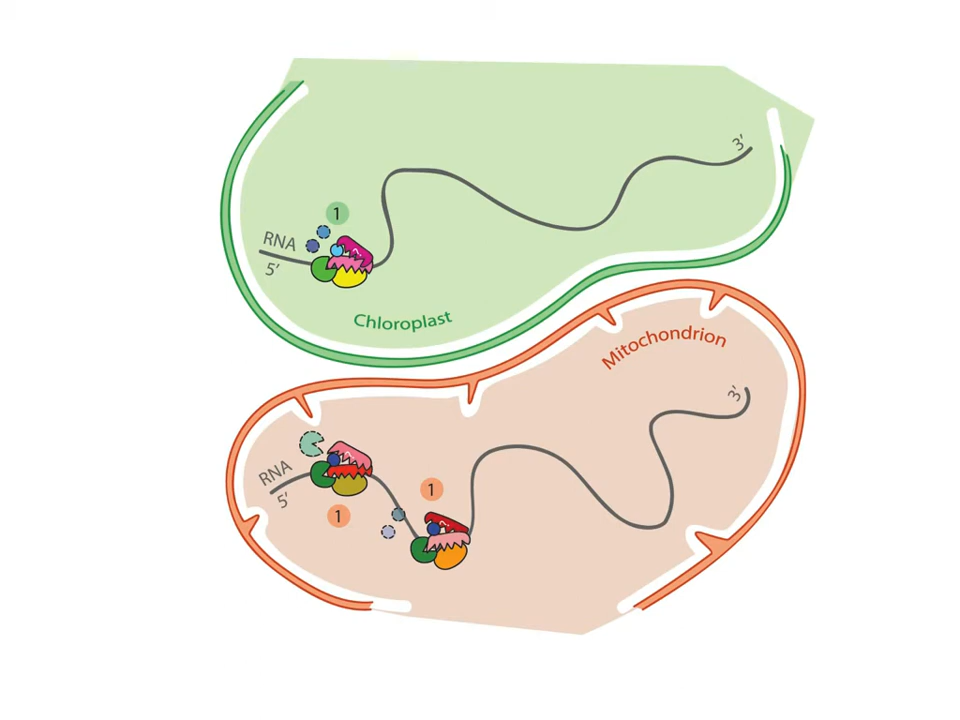 3′
1
RNA
5′
Chloroplast
Mitochondrion
3′
RNA
5′
1
1